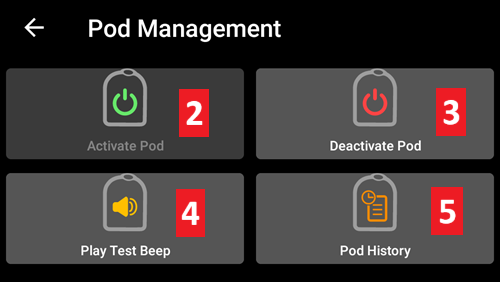 Pod Management
2
3
Activate Pod
Deactivate Pod
4
5
Play Test Beep
Pod History